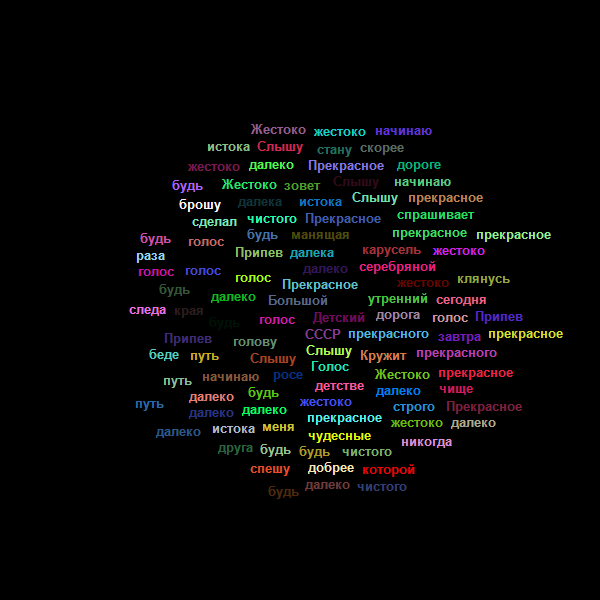 Жестоко жестоко начинаю
истока Слышу стану скорее
жестоко далеко Прекрасное дороге
будь Жестоко зовет Слышу начинаю
брошу далека истока Слышу прекрасное
сделал чистого Прекрасное спрашивает
будь голос будь манящая прекрасное прекрасное
раза Припев далека карусель жестоко
голос голос голос далеко серебряной
будь Прекрасное жестоко клянусь
следа края далеко Большой утренний сегодня
будь голос Детский дорога голос Припев
Припев голову СССР прекрасного завтра прекрасное
беде путь Слышу Слышу Кружит прекрасного
путь начинаю росе Голос Жестоко прекрасное
путь далеко будь детстве далеко чище
далеко далеко жестоко строго Прекрасное
далеко истока меня прекрасное жестоко далеко
друга будь будь чудесные чистого никогда
спешу добрее которой
будь далеко чистого